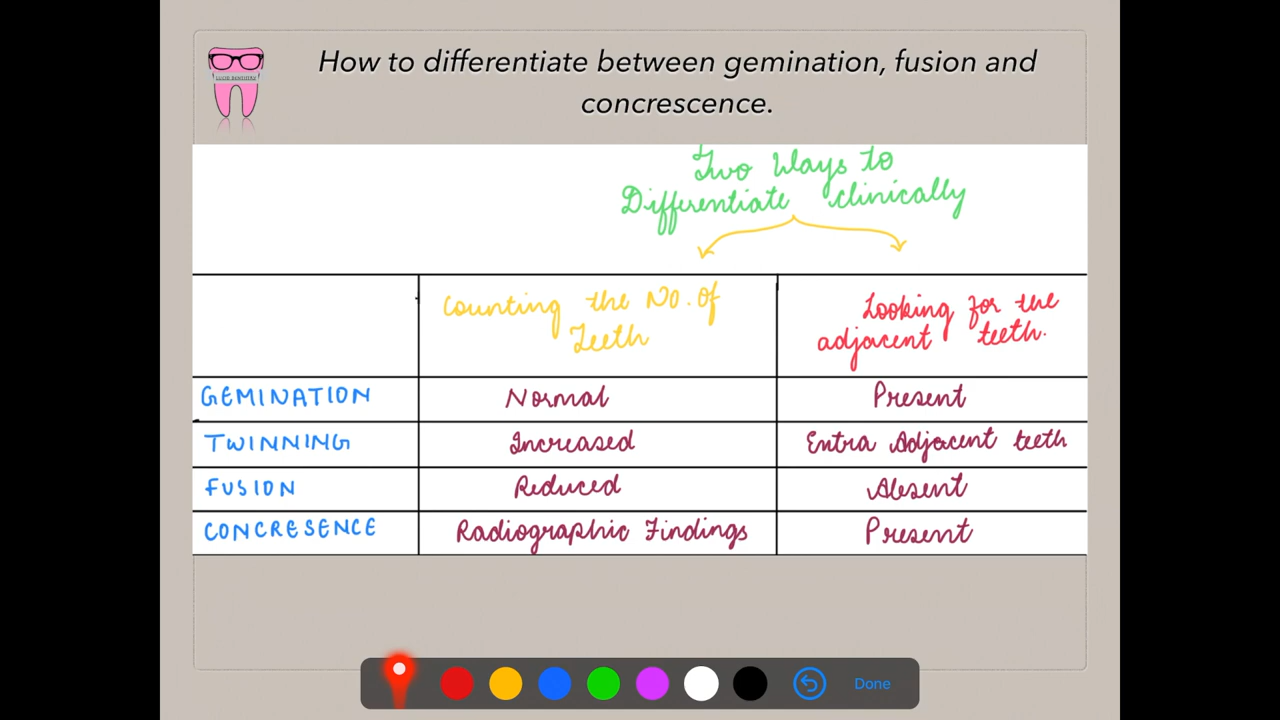 How to differentiate between gemination, fusion and
concrescence.
Two Ways to
Differentiate clinically
Counting the No. of
Teeth
Looking for the
adjacent teeth.
GEMINATION Normal Present
TWINNING Increased Entra Adjacent teeth
FUSION Reduced Absent
CONCRESENCE Radiographic Findings Present
Done